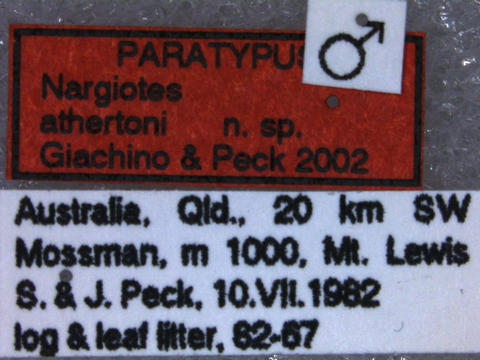 PARATYPUS
Nargiotes
athertoni n. sp.
Giachino & Peck 2002
Australia, Qld., 20 km SW
Mossman, m 1000, Mt. Lewis
S. & J. Peck, 10.VII.1982
log & leaf litter, 82-67